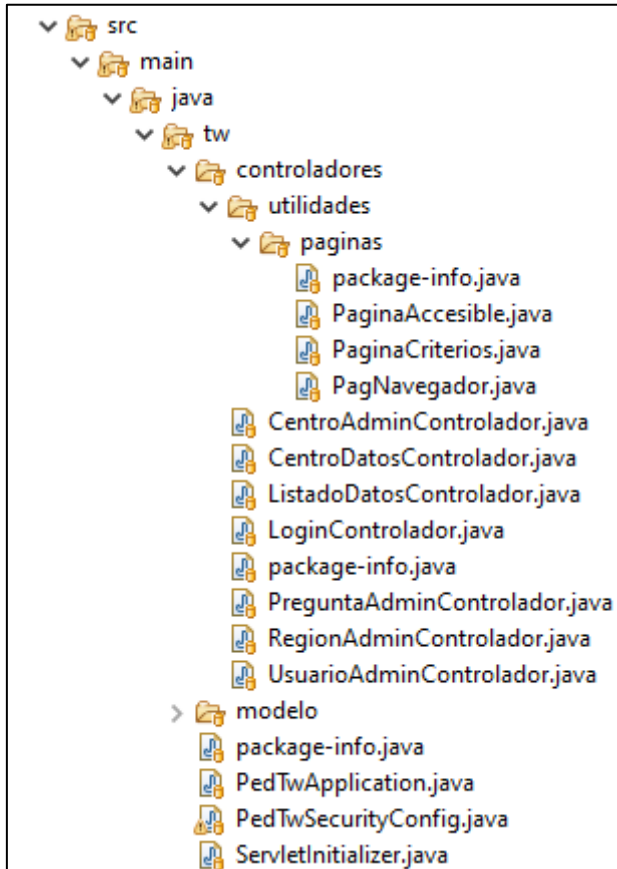 src
main
java
tw
controladores
utilidades
paginas
package-info.java
PaginaAccesible.java
PaginaCriterios.java
PagNavegador.java
CentroAdminControlador.java
CentroDatosControlador.java
ListadoDatosControlador.java
LoginControlador.java
package-info.java
PreguntaAdminControlador.java
RegionAdminControlador.java
UsuarioAdminControlador.java
modelo
package-info.java
PedTwApplication.java
PedTwSecurityConfig.java
ServletInitializer.java